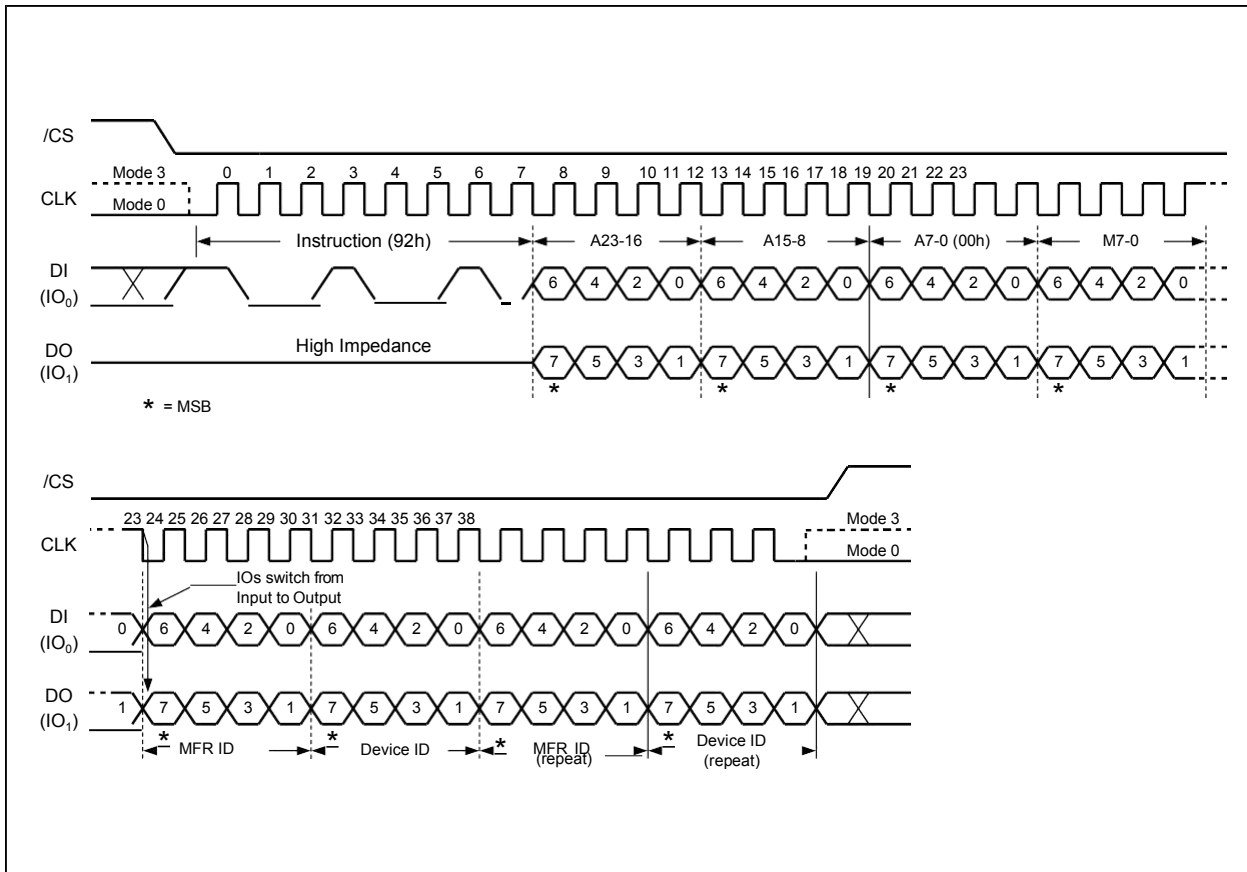 /CS
Mode 3 0 1 2 3 4 5 6 7 8 9 10 11 12 13 14 15 16 17 18 19 20 21 22 23
CLK
Mode 0
Instruction (92h) A23-16 A15-8 A7-0 (00h) M7-0
DI
(IO0) 6 4 2 0 6 4 2 0 6 4 2 0 6 4 2 0
High Impedance
DO
(IO1) 7 5 3 1 7 5 3 1 7 5 3 1 7 5 3 1
* * * *
* = MSB
/CS
23 24 25 26 27 28 29 30 31 32 33 34 35 36 37 38 Mode 3
CLK
Mode 0
IOs switch from
Input to Output
DI
(IO0) 0 6 4 2 0 6 4 2 0 6 4 2 0 6 4 2 0
DO
(IO1) 1 7 5 3 1 7 5 3 1 7 5 3 1 7 5 3 1
* * * *
MFR ID Device ID MFR ID
(repeat) Device ID
(repeat)